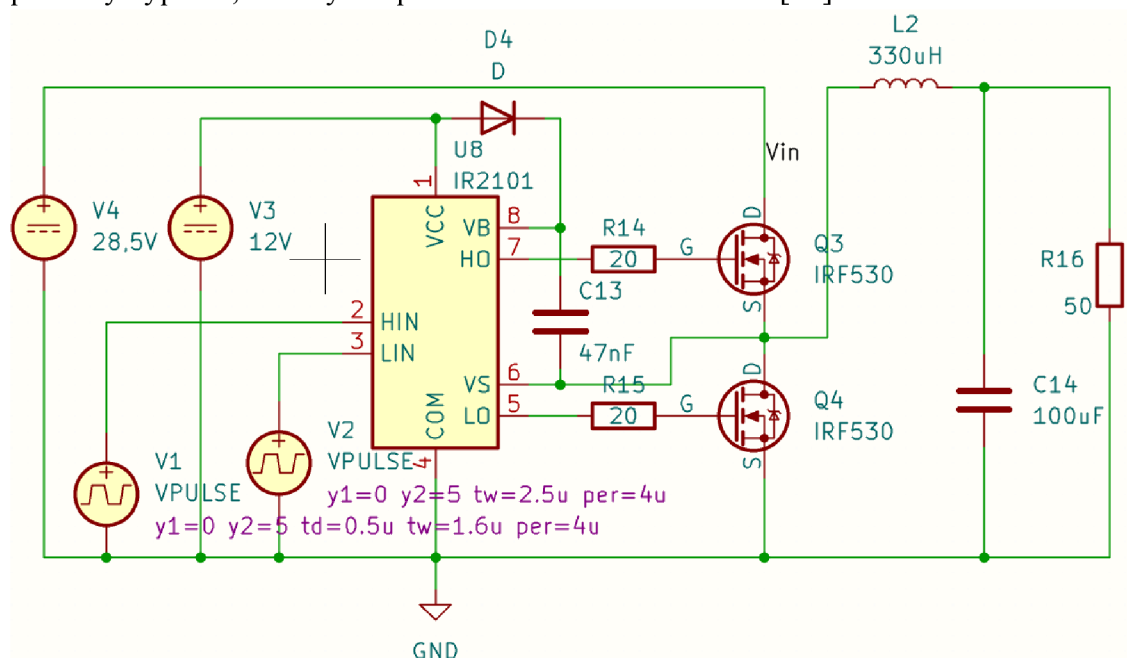 D4
D
L2
330uH
Vin
U8
IR2101
V4
28,5V
V3
12V
1
VCC
VB
8
HO
7
R14
20
G
D
S
Q3
IRF530
C13
47nF
2
HIN
3
LIN
VS
6
LO
5
COM
4
R15
20
G
D
S
Q4
IRF530
R16
50
C14
100uF
V2
VPULSE
y1=0 y2=5 tw=2.5u per=4u
V1
VPULSE
y1=0 y2=5 td=0.5u tw=1.6u per=4u
GND